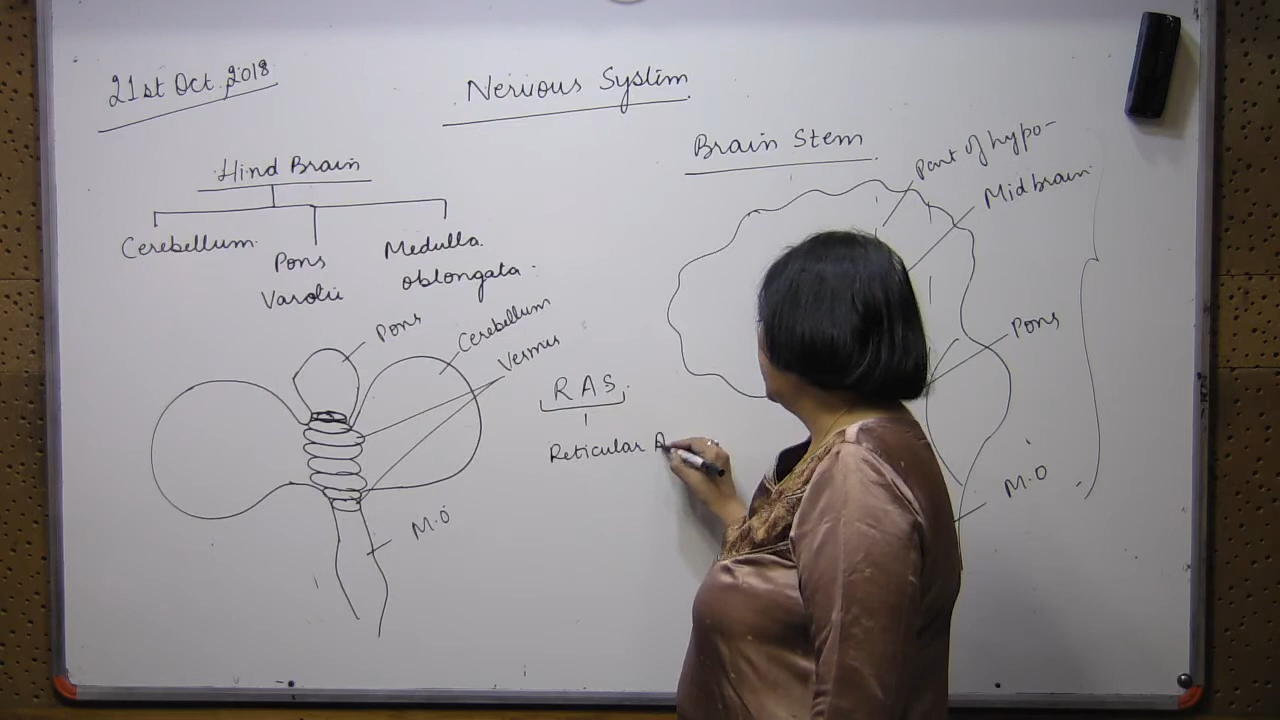 21st Oct, 2018
Nervous System
Hind Brain
Cerebellum.
Pons
Varolii
Medulla
oblongata.
Pons
Cerebellum
Vermis
M.O
RAS.
Reticular A
Brain Stem
Part of hypo-
Midbrain
Pons
M.O